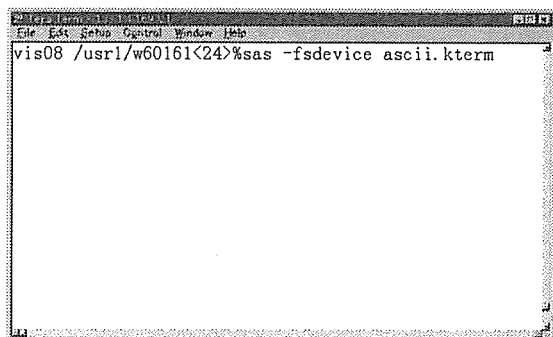 File Edit Setup Control Window Help
vis08 /usr1/w60161<24>%sas -fsdevice ascii.kterm